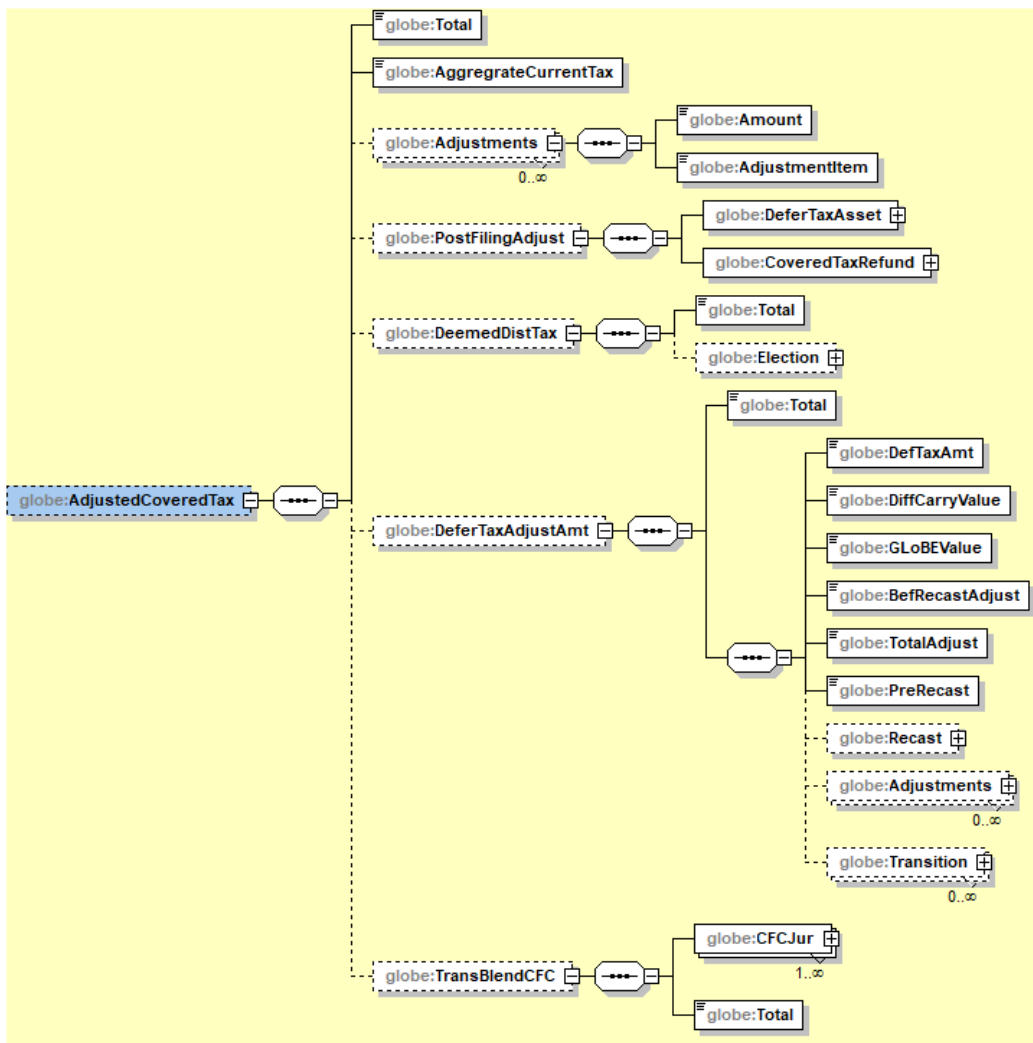 globe:Total
globe:AggregrateCurrentTax
globe:Adjustments
0..∞
globe:Amount
globe:AdjustmentItem
globe:PostFilingAdjust
globe:DeferTaxAsset
globe:CoveredTaxRefund
globe:DeemedDistTax
globe:Total
globe:Election
globe:AdjustedCoveredTax
globe:DeferTaxAdjustAmt
globe:Total
globe:DefTaxAmt
globe:DiffCarryValue
globe:GLoBEValue
globe:BefRecastAdjust
globe:TotalAdjust
globe:PreRecast
globe:Recast
globe:Adjustments
0..∞
globe:Transition
0..∞
globe:TransBlendCFC
globe:CFCJur
1..∞
globe:Total